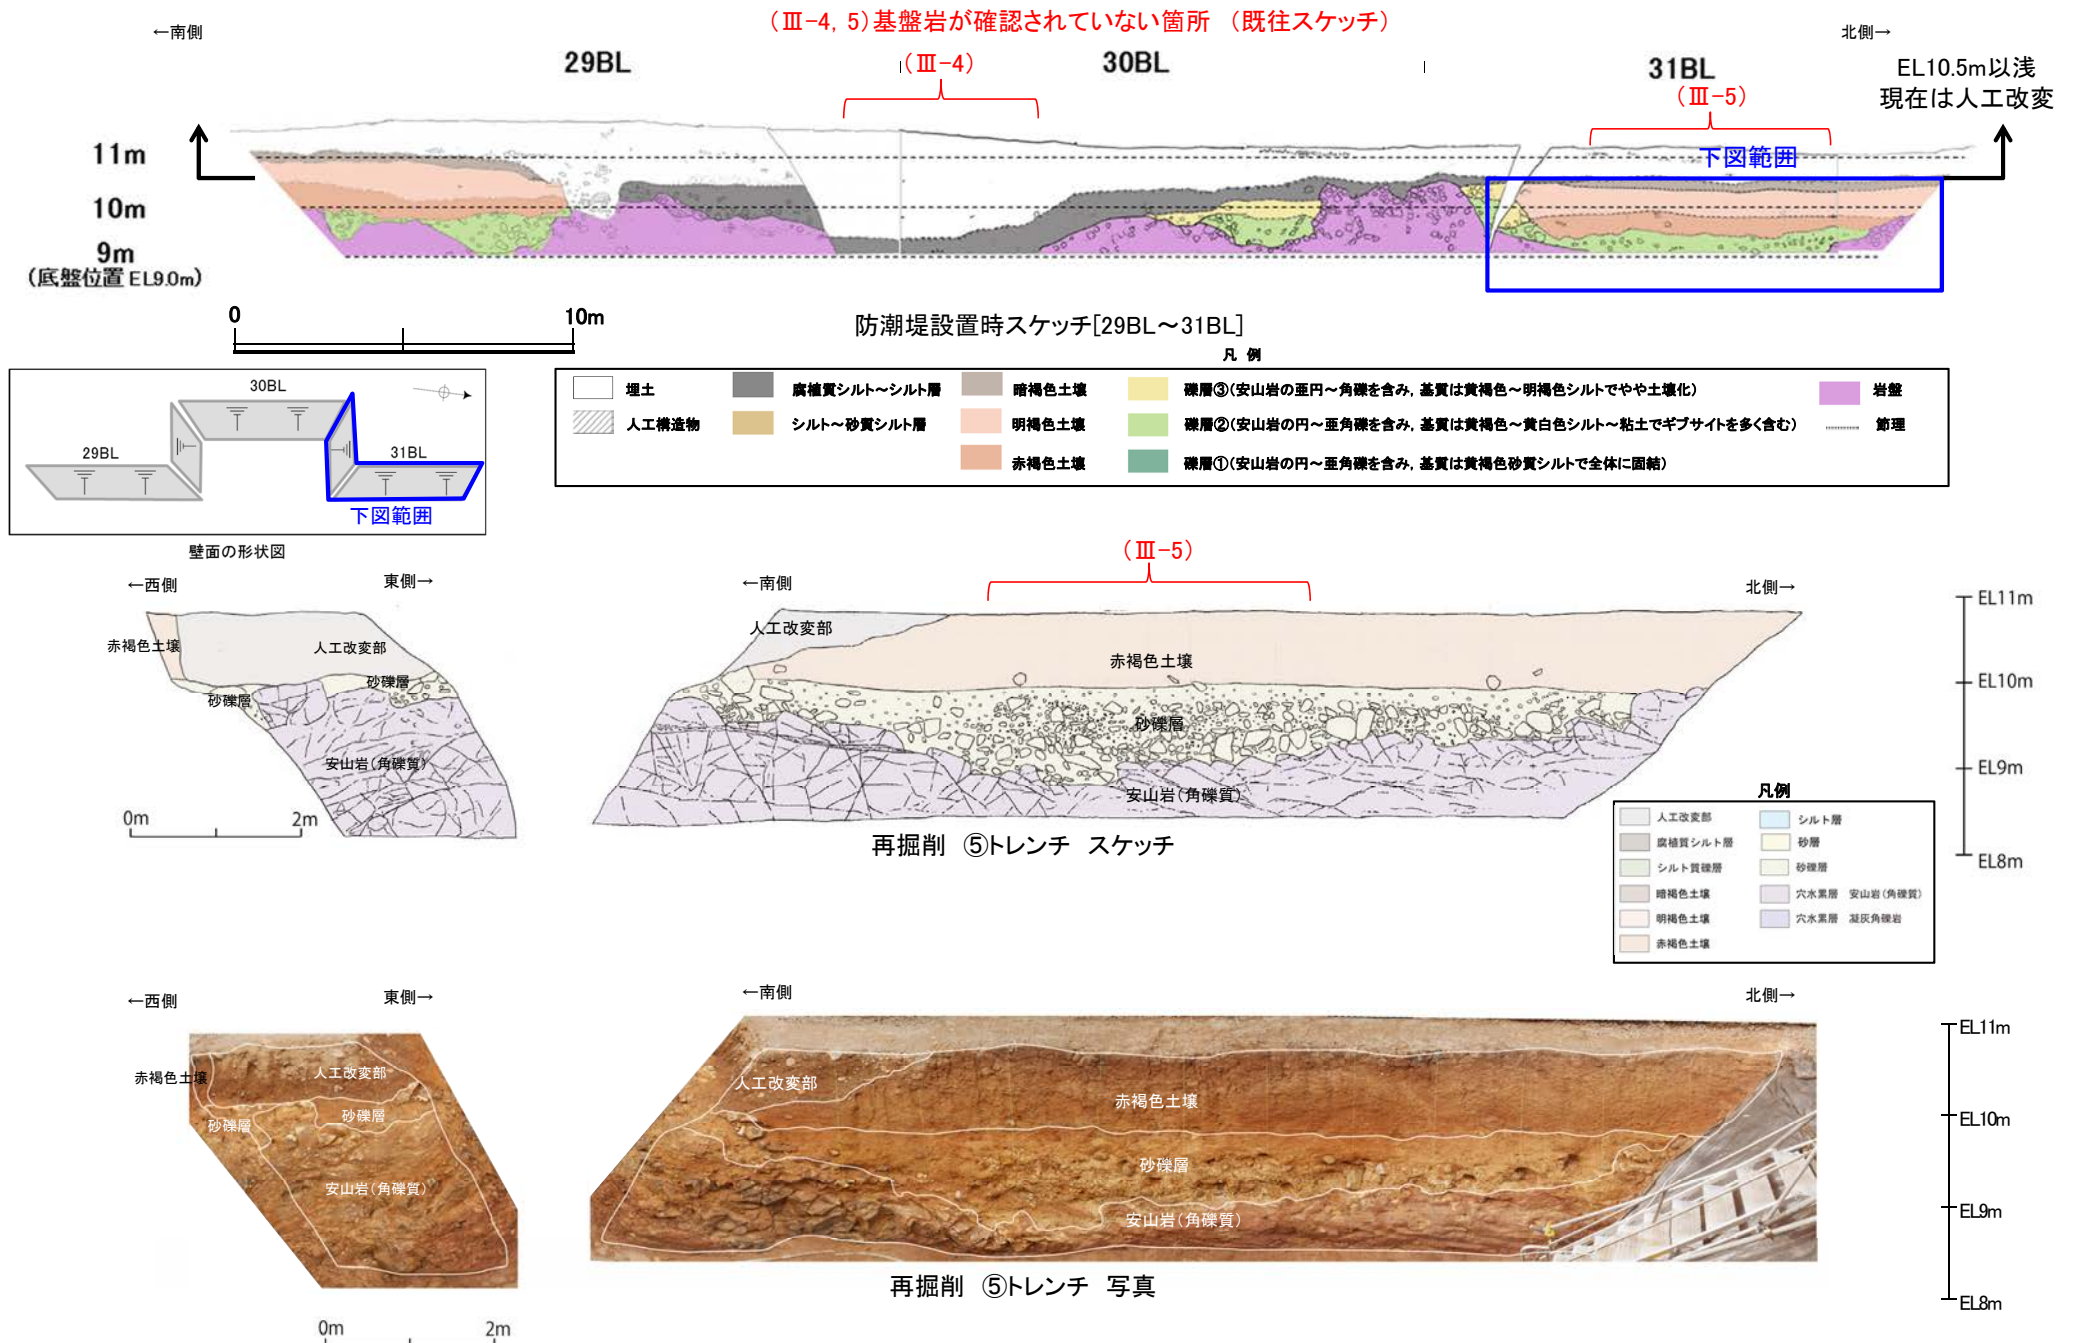 (Ⅲ-4, 5)基盤岩が確認されていない箇所 （既往スケッチ）
←南側
北側→
29BL
(Ⅲ-4)
30BL
31BL
(Ⅲ-5)
EL10.5m以浅
現在は人工改変
下図範囲
11m
10m
9m
(底盤位置 EL9.0m)
0
10m
防潮堤設置時スケッチ[29BL～31BL]
凡 例
埋土
腐植質シルト～シルト層
暗褐色土壌
礫層③(安山岩の亜円～角礫を含み, 基質は黄褐色～明褐色シルトでやや土壌化)
岩盤
人工構造物
シルト～砂質シルト層
明褐色土壌
礫層②(安山岩の円～亜角礫を含み, 基質は黄褐色～黄白色シルト～粘土でギブサイトを多く含む)
節理
赤褐色土壌
礫層①(安山岩の円～亜角礫を含み, 基質は黄褐色砂質シルトで全体に固結)
30BL
29BL
31BL
下図範囲
壁面の形状図
(Ⅲ-5)
←西側
東側→
←南側
北側→
EL11m
EL10m
EL9m
EL8m
赤褐色土壌
人工改変部
砂礫層
砂礫層
安山岩(角礫質)
0m
2m
人工改変部
赤褐色土壌
砂礫層
安山岩(角礫質)
再掘削 ⑤トレンチ スケッチ
凡例
人工改変部
シルト層
腐植質シルト層
砂層
シルト質礫層
砂礫層
暗褐色土壌
穴水累層 安山岩(角礫質)
明褐色土壌
穴水累層 凝灰角礫岩
赤褐色土壌
←西側
東側→
←南側
北側→
EL11m
EL10m
EL9m
EL8m
赤褐色土壌
人工改変部
砂礫層
砂礫層
安山岩(角礫質)
人工改変部
赤褐色土壌
砂礫層
安山岩(角礫質)
再掘削 ⑤トレンチ 写真
0m
2m